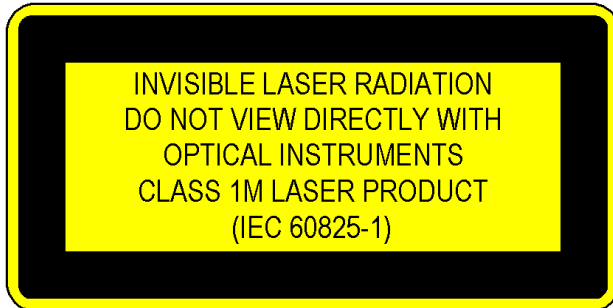 INVISIBLE LASER RADIATION
DO NOT VIEW DIRECTLY WITH
OPTICAL INSTRUMENTS
CLASS 1M LASER PRODUCT
(IEC 60825-1)